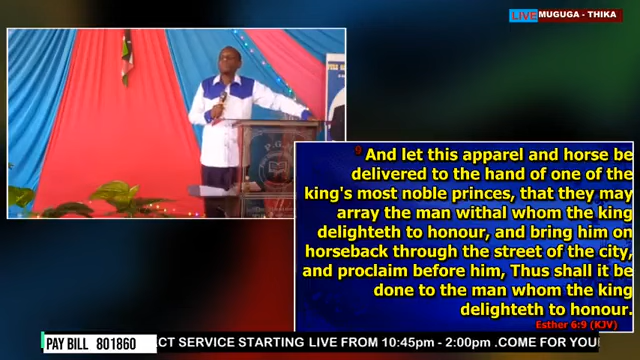 LIVE MUGUGA - THIKA
9 And let this apparel and horse be
delivered to the hand of one of the
king's most noble princes, that they may
array the man withal whom the king
delighteth to honour, and bring him on
horseback through the street of the city,
and proclaim before him, Thus shall it be
done to the man whom the king
delighteth to honour.
Esther 6:9 (KJV)
PAY BILL 801860
CT SERVICE STARTING LIVE FROM 10:45pm - 2:00pm .COME FOR YOU